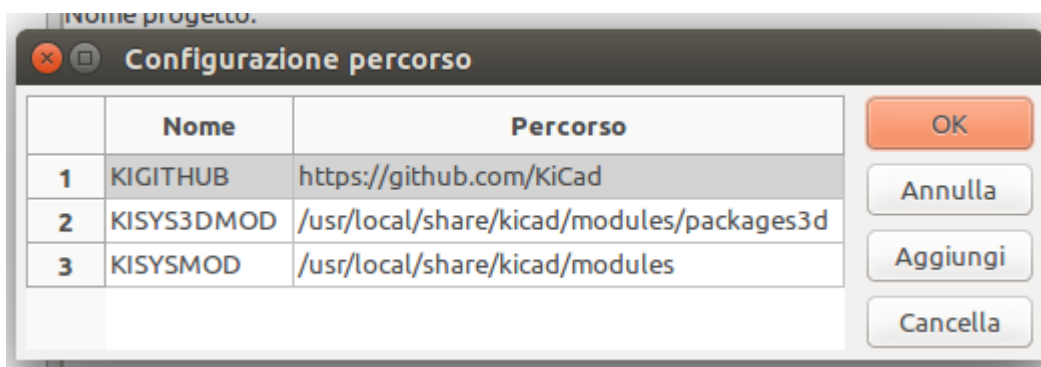 Nome progetto:
Configurazione percorso
Nome Percorso
OK
1 KIGITHUB https://github.com/KiCad
Annulla
2 KISYS3DMOD /usr/local/share/kicad/modules/packages3d
3 KISYSMOD /usr/local/share/kicad/modules
Aggiungi
Cancella